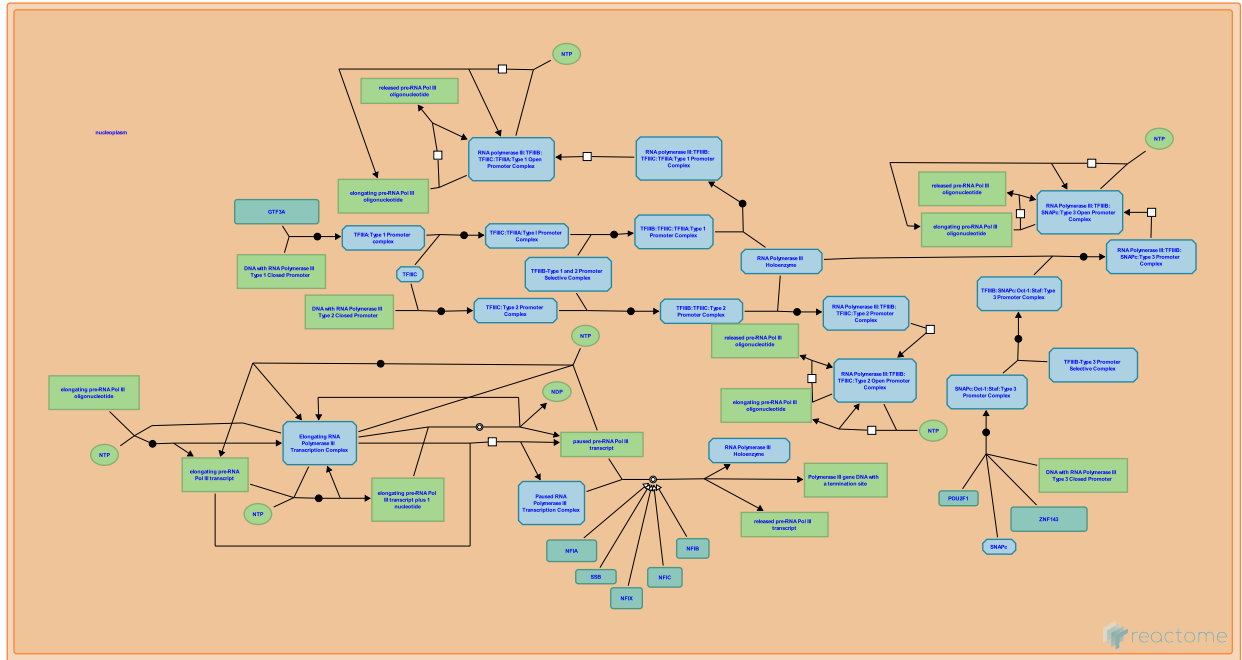 NTP
released pre-RNA Pol III
oligonucleotide
nucleoplasm
RNA polymerase III:TFIIIB:
TFIIIC:TFIIIA:Type 1 Open
Promoter Complex
RNA polymerase III:TFIIIB:
TFIIIC:TFIIIA:Type 1 Promoter
Complex
NTP
elongating pre-RNA Pol III
oligonucleotide
released pre-RNA Pol III
oligonucleotide
RNA Polymerase III:TFIIIB:
SNAPc:Type 3 Open Promoter
Complex
GTF3A
elongating pre-RNA Pol III
oligonucleotide
TFIIIA:Type 1 Promoter
complex
TFIIIC:TFIIIA:Type I Promoter
Complex
TFIIIB:TFIIIC:TFIIIA:Type 1
Promoter Complex
RNA Polymerase III
Holoenzyme
RNA Polymerase III:TFIIIB:
SNAPc:Type 3 Promoter
Complex
DNA with RNA Polymerase III
Type 1 Closed Promoter
TFIIIC
TFIIIB-Type 1 and 2 Promoter
Selective Complex
TFIIIB:SNAPc:Oct-1:Staf:Type
3 Promoter Complex
DNA with RNA Polymerase III
Type 2 Closed Promoter
TFIIIC:Type 2 Promoter
Complex
TFIIIB:TFIIIC:Type 2
Promoter Complex
RNA Polymerase III:TFIIIB:
TFIIIC:Type 2 Promoter
Complex
NTP
released pre-RNA Pol III
oligonucleotide
TFIIIB-Type 3 Promoter
Selective Complex
RNA Polymerase III:TFIIIB:
TFIIIC:Type 2 Open Promoter
Complex
SNAPc:Oct-1:Staf:Type 3
Promoter Complex
elongating pre-RNA Pol III
oligonucleotide
NDP
elongating pre-RNA Pol III
oligonucleotide
NTP
Elongating RNA
Polymerase III
Transcription Complex
paused pre-RNA Pol III
transcript
RNA Polymerase III
Holoenzyme
NTP
elongating pre-RNA
Pol III transcript
Polymerase III gene DNA with
a termination site
DNA with RNA Polymerase III
Type 3 Closed Promoter
elongating pre-RNA Pol
III transcript plus 1
nucleotide
Paused RNA
Polymerase III
Transcription Complex
POU2F1
NTP
released pre-RNA Pol III
transcript
ZNF143
NFIA
NFIB
SNAPc
SSB
NFIC
NFIX
reactome